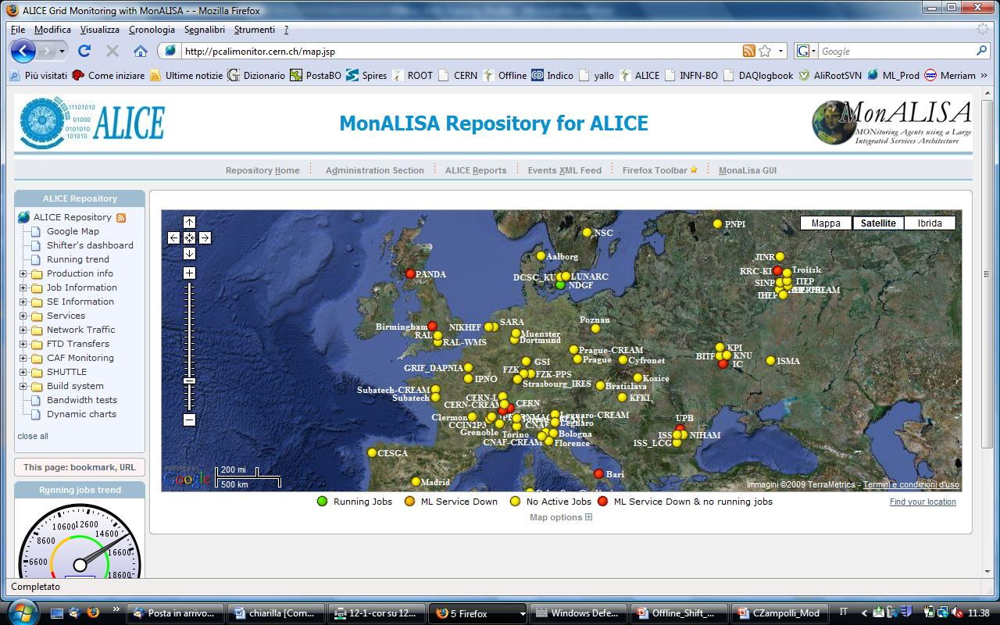 ALICE Grid Monitoring with MonALISA - - Mozilla Firefox
File Modifica Visualizza Cronologia Segnalibri Strumenti ?
http://pcalimonitor.cern.ch/map.jsp
G Google
Più visitati Come iniziare Ultime notizie Dizionario PostaBO Spires ROOT CERN Offline Indico yallo ALICE INFN-BO DAQlogbook AliRootSVN ML_Prod Merriam »
11101010
01000
0101010
101010
ALICE
MonALISA Repository for ALICE
MonALISA
MONitoring Agents using a Large
Integrated Services Architecture
Repository Home Administration Section ALICE Reports Events XML Feed Firefox Toolbar MonaLisa GUI
ALICE Repository
ALICE Repository
Google Map
Shifter's dashboard
Running trend
Production info
Job Information
SE Information
Services
Network Traffic
FTD Transfers
CAF Monitoring
SHUTTLE
Build system
Bandwidth tests
Dynamic charts
close all
This page: bookmark, URL
Running jobs trend
6600 8600 10600 12600 14600 16600 18600
Mappa Satellite Ibrida
PNPI
NSC
Aalborg
JINR
RRC-KI Troitsk
PANDA
DCSC_KU LUNARC
NDGF
SINP ITEP
IHEP
Birmingham NIKHEF SARA Poznan
RAL Muenster
RAL-WMS Dortmund
KPI
BITP KNU
IC ISMA
Prague-CREAM
Prague Cyfronet
GSI
GRIF_DAPNIA FZK FZK-PPS
IPNO Strasbourg_IRES Kosice
Bratislava
Subatech-CREAM
Subatech
KFKI
CERN-L
CERN-CREAM CERN
Clermont
CCIN2P3
Legnaro-CREAM
Legnaro
CNAF
Grenoble Torino Bologna
CNAF-CREAM Florence
UPB
ISS NIHAM
ISS_LCG
CESGA
Madrid
Bari
POWERED BY
Google
200 mi
500 km
Immagini ©2009 TerraMetrics - Termini e condizioni d'uso
Running Jobs ML Service Down No Active Jobs ML Service Down & no running jobs
Find your location
Map options
Completato
» Posta in arrivo... chiarilla [Com... 12-1-cor su 12... 5 Firefox Windows Defe... Offline_Shift_... CZampolli_Mod IT 11.38